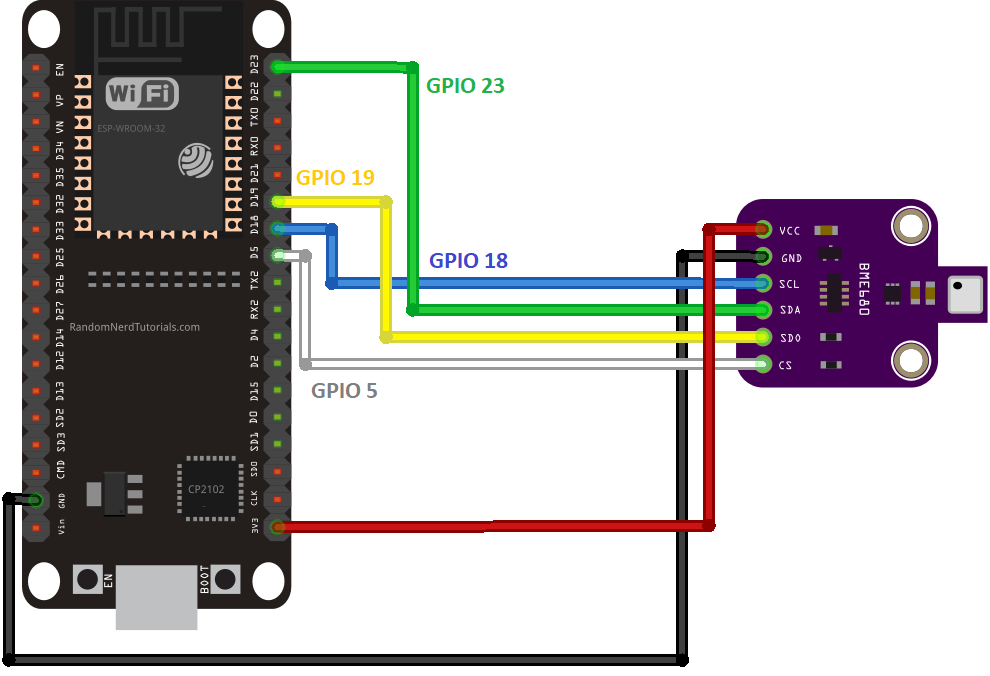 EN
VP
VN
D34
D35
D32
D33
D25
D26
D27
D14
D12
D13
SD2
SD3
CMD
GND
Vin
Wi Fi
ESP-WROOM-32
RandomNerdTutorials.com
CP2102
EN
BOOT
D23
D22
TX0
RX0
D21
D19
D18
D5
TX2
RX2
D4
D2
D15
D0
SD1
SD0
CLK
3V3
GPIO 23
GPIO 19
GPIO 18
GPIO 5
VCC
GND
SCL
SDA
SDO
CS
BME680